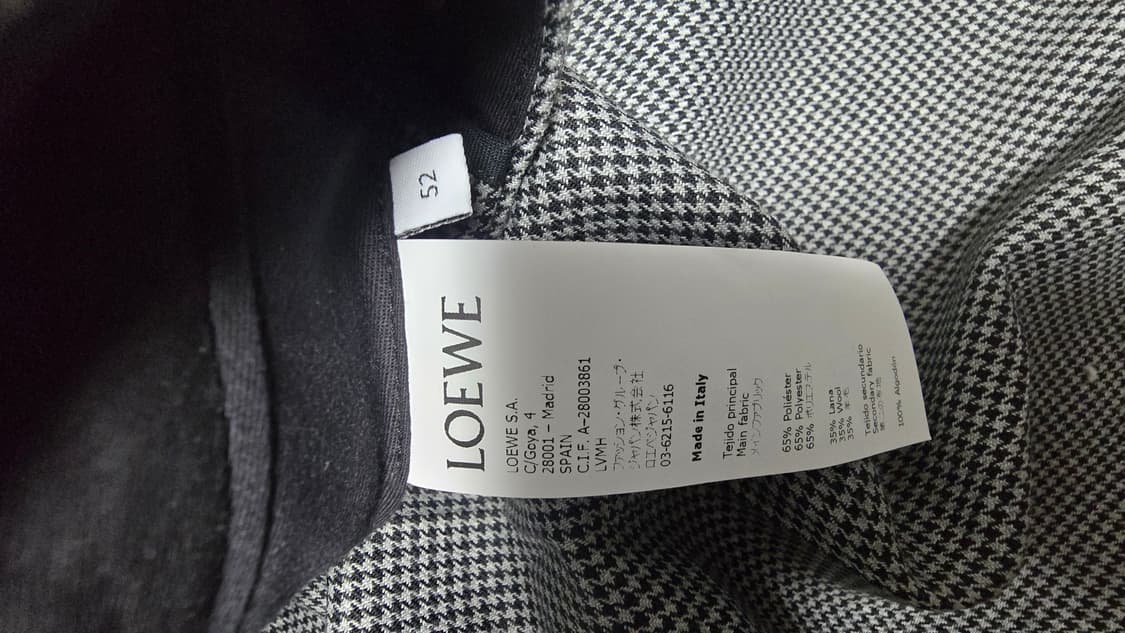 52
LOEWE
LOEWE S.A.
C/Goya, 4
28001 – Madrid
SPAIN
C.I.F. A-28003861
LVMH
ファッション・グループ・
ジャパン株式会社
ロエベジャパン
03-6215-6116
Made in Italy
Tejido principal
Main fabric
メインファブリック
65% Poliéster
65% Polyester
65% ポリエステル
35% Lana
35% Wool
35% 羊毛
Tejido secundario
Secondary fabric
100% Algodón